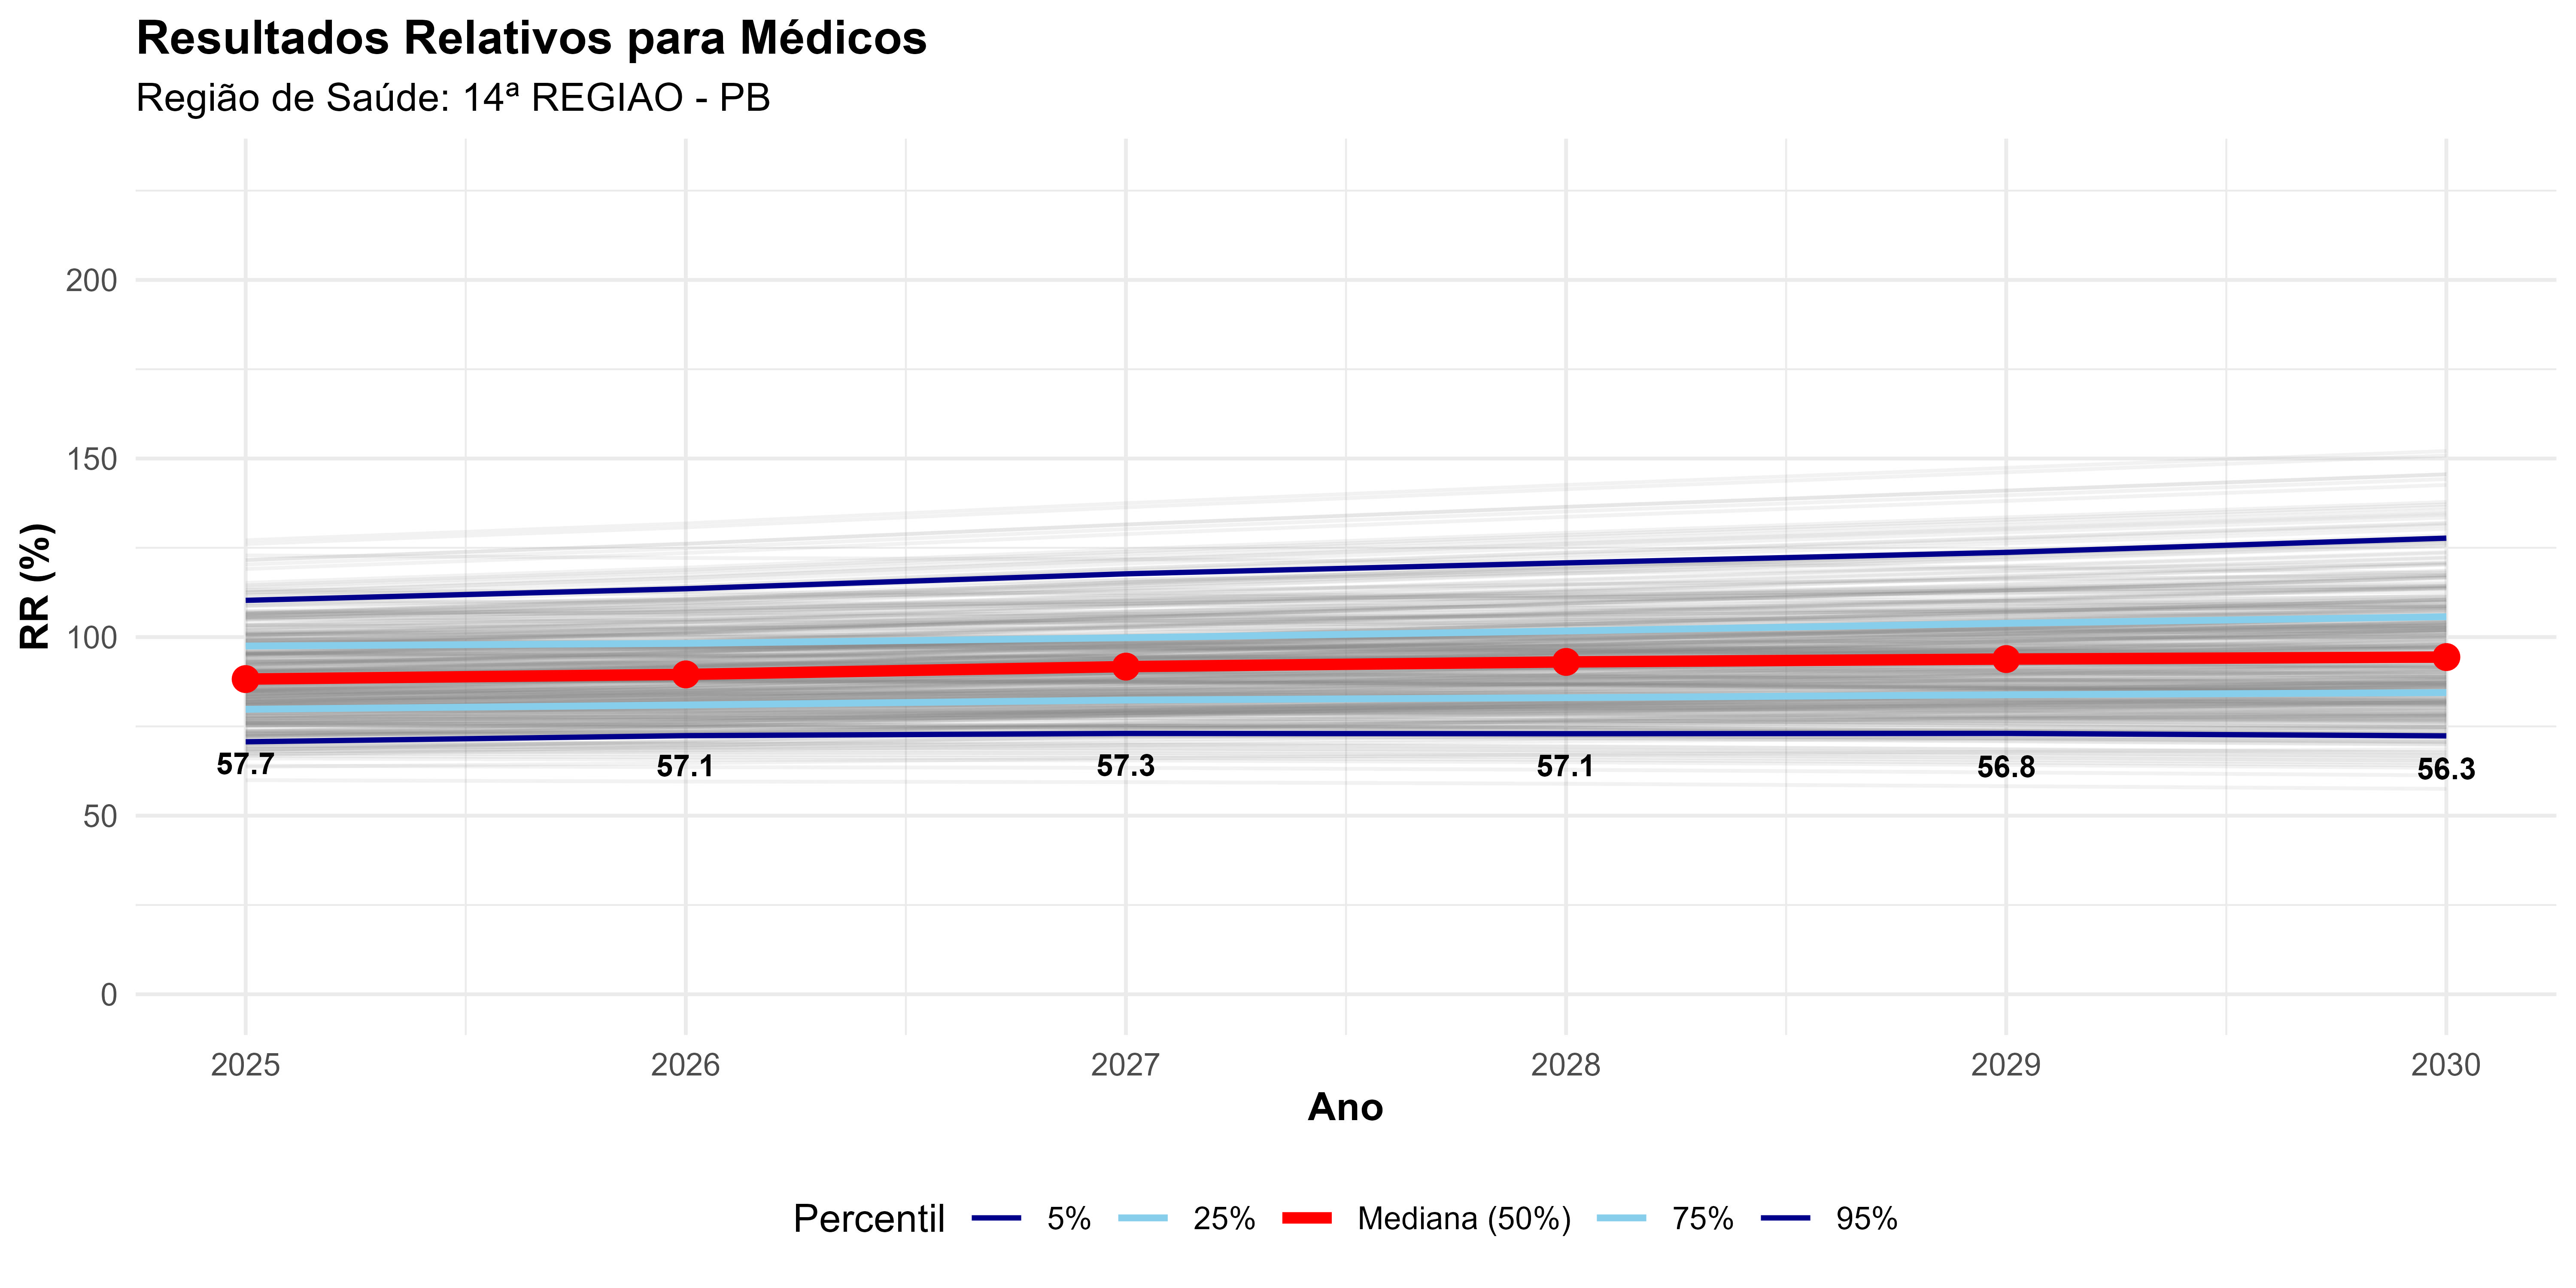 Resultados Relativos para Médicos
Região de Saúde: 14ª REGIAO - PB
RR (%)
200
150
100
50
0
57.7 57.1 57.3 57.1 56.8 56.3
2025 2026 2027 2028 2029 2030
Ano
Percentil 5% 25% Mediana (50%) 75% 95%